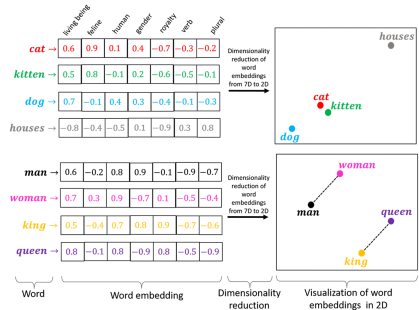 living being feline human gender royalty verb plural
cat → 0.6 0.9 0.1 0.4 −0.7 −0.3 −0.2
kitten → 0.5 0.8 −0.1 0.2 −0.6 −0.5 −0.1
dog → 0.7 −0.1 0.4 0.3 −0.4 −0.1 −0.3
houses → −0.8 −0.4 −0.5 0.1 −0.9 0.3 0.8
Dimensionality
reduction of
word
embeddings
from 7D to 2D
houses
cat
kitten
dog
man → 0.6 −0.2 0.8 0.9 −0.1 −0.9 −0.7
woman → 0.7 0.3 0.9 −0.7 0.1 −0.5 −0.4
king → 0.5 −0.4 0.7 0.8 0.9 −0.7 −0.6
queen → 0.8 −0.1 0.8 −0.9 0.8 −0.5 −0.9
Dimensionality
reduction of
word
embeddings
from 7D to 2D
woman
man
queen
king
Word
Word embedding
Dimensionality
reduction
Visualization of word
embeddings in 2D